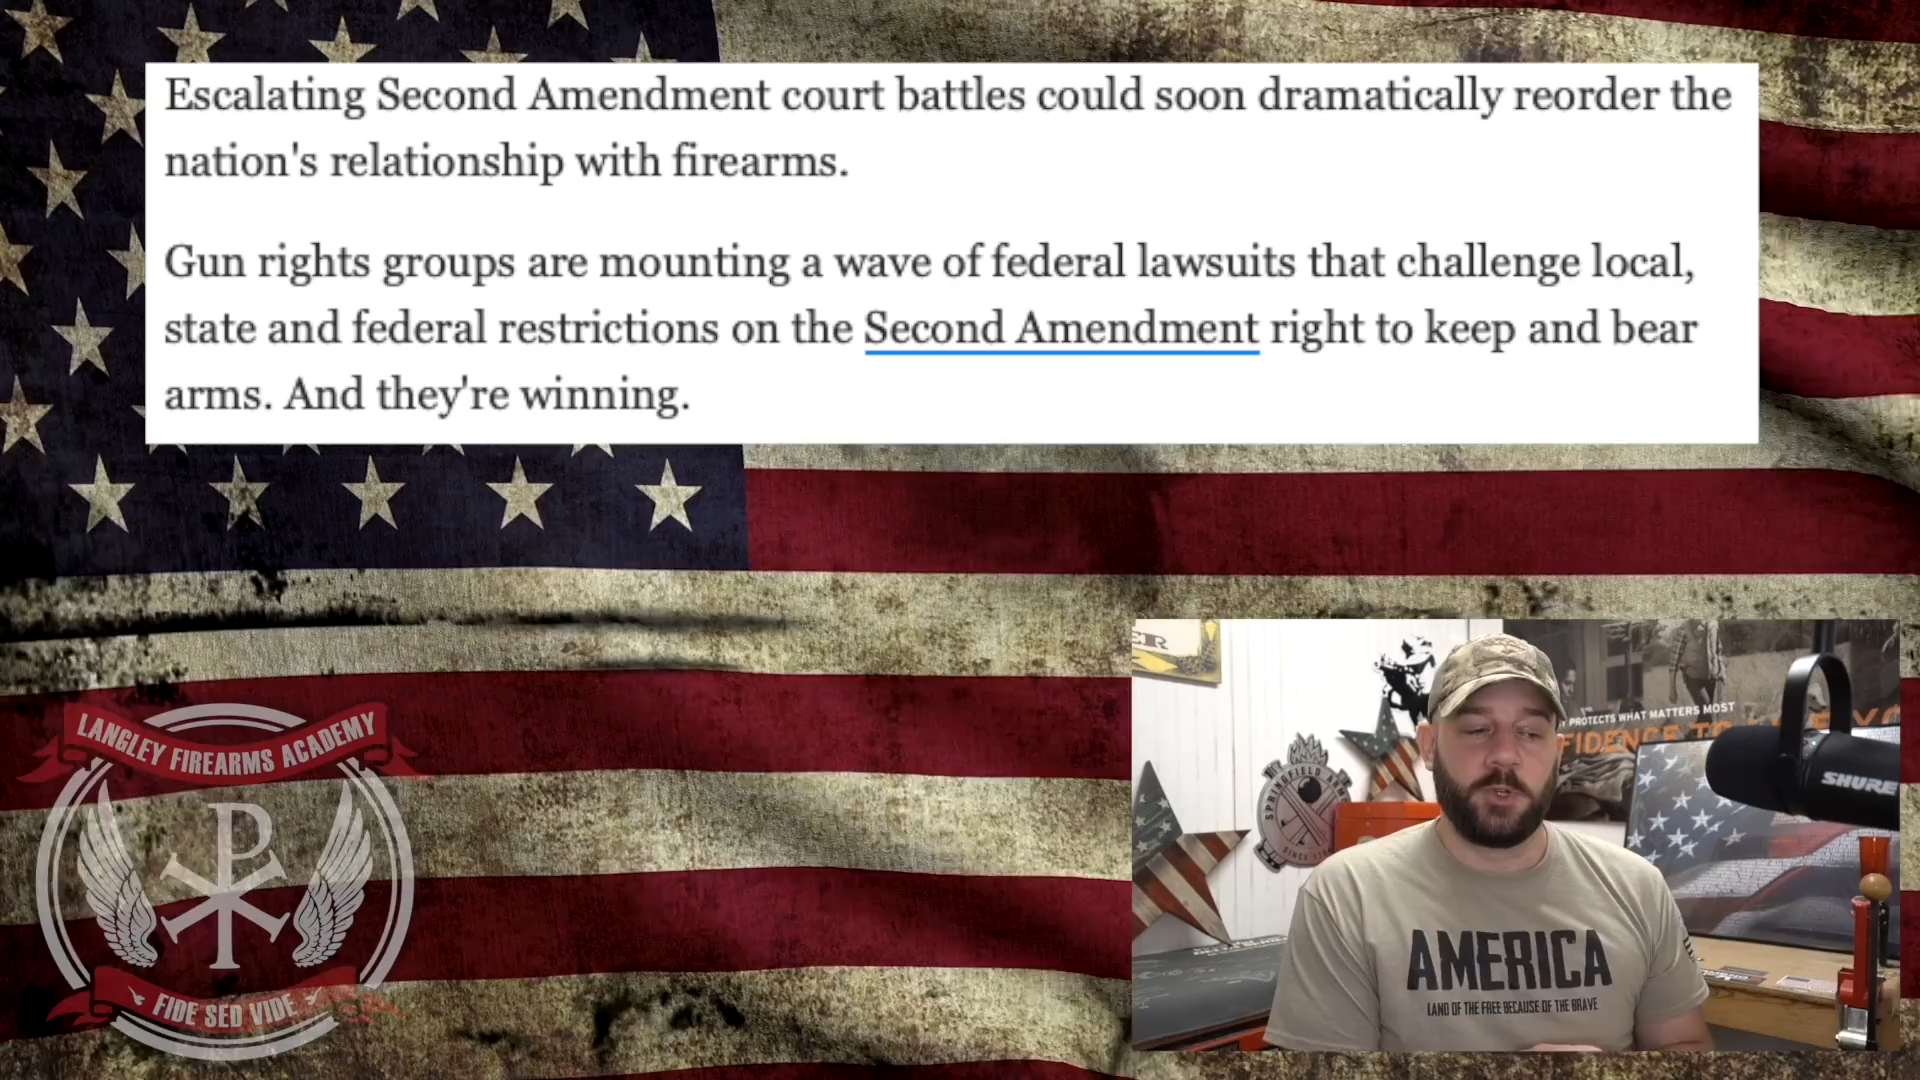 Escalating Second Amendment court battles could soon dramatically reorder the
nation's relationship with firearms.
Gun rights groups are mounting a wave of federal lawsuits that challenge local,
state and federal restrictions on the Second Amendment right to keep and bear
arms. And they're winning.
LANGLEY FIREARMS ACADEMY
FIDE SED VIDE
PROTECTS WHAT MATTERS MOST
SPRINGFIELD
SHURE
AMERICA
LAND OF THE FREE BECAUSE OF THE BRAVE